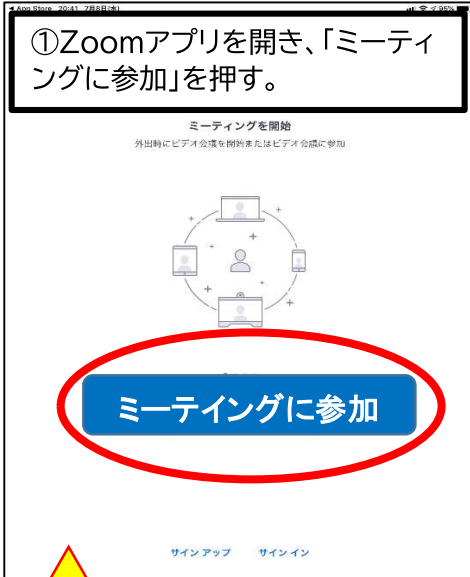 App Store 20:41 7月8日(水) 95%
①Zoomアプリを開き、「ミーティ
ングに参加」を押す。
ミーティングを開始
外出時にビデオ会議を開始またはビデオ会議に参加
ミーテイングに参加
サインアップ サインイン